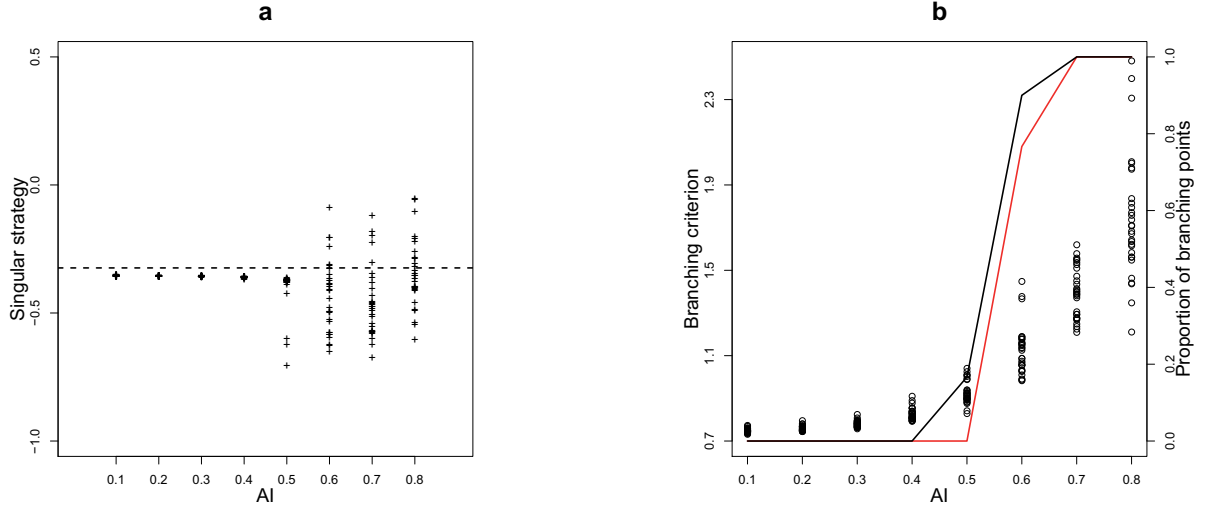 a
Singular strategy
0.5
0.0
−0.5
−1.0
0.1 0.2 0.3 0.4 0.5 0.6 0.7 0.8
AI
b
Branching criterion
2.3
1.9
1.5
1.1
0.7
0.1 0.2 0.3 0.4 0.5 0.6 0.7 0.8
AI
1.0
0.8
0.6
0.4
0.2
0.0
Proportion of branching points